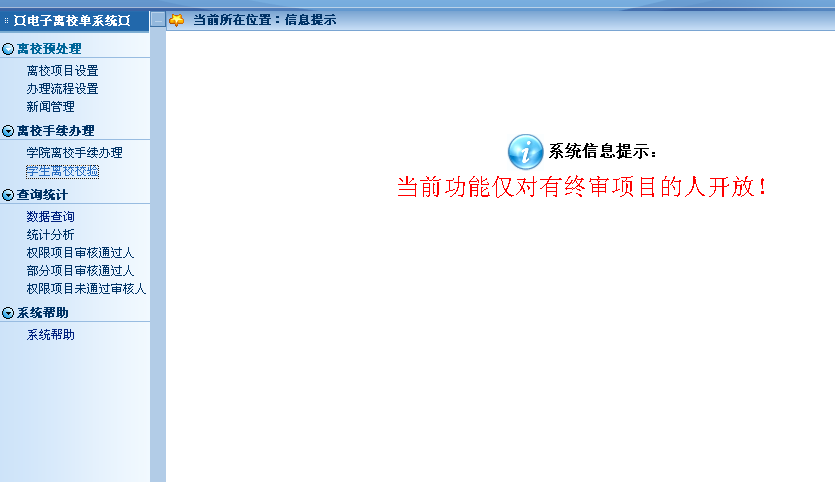 ¤电子离校单系统¤
当前所在位置：信息提示
离校预处理
离校项目设置
办理流程设置
新闻管理
离校手续办理
学院离校手续办理
学生离校校验
查询统计
数据查询
统计分析
权限项目审核通过人
部分项目审核通过人
权限项目未通过审核人
系统帮助
系统帮助
系统信息提示：
当前功能仅对有终审项目的人开放！